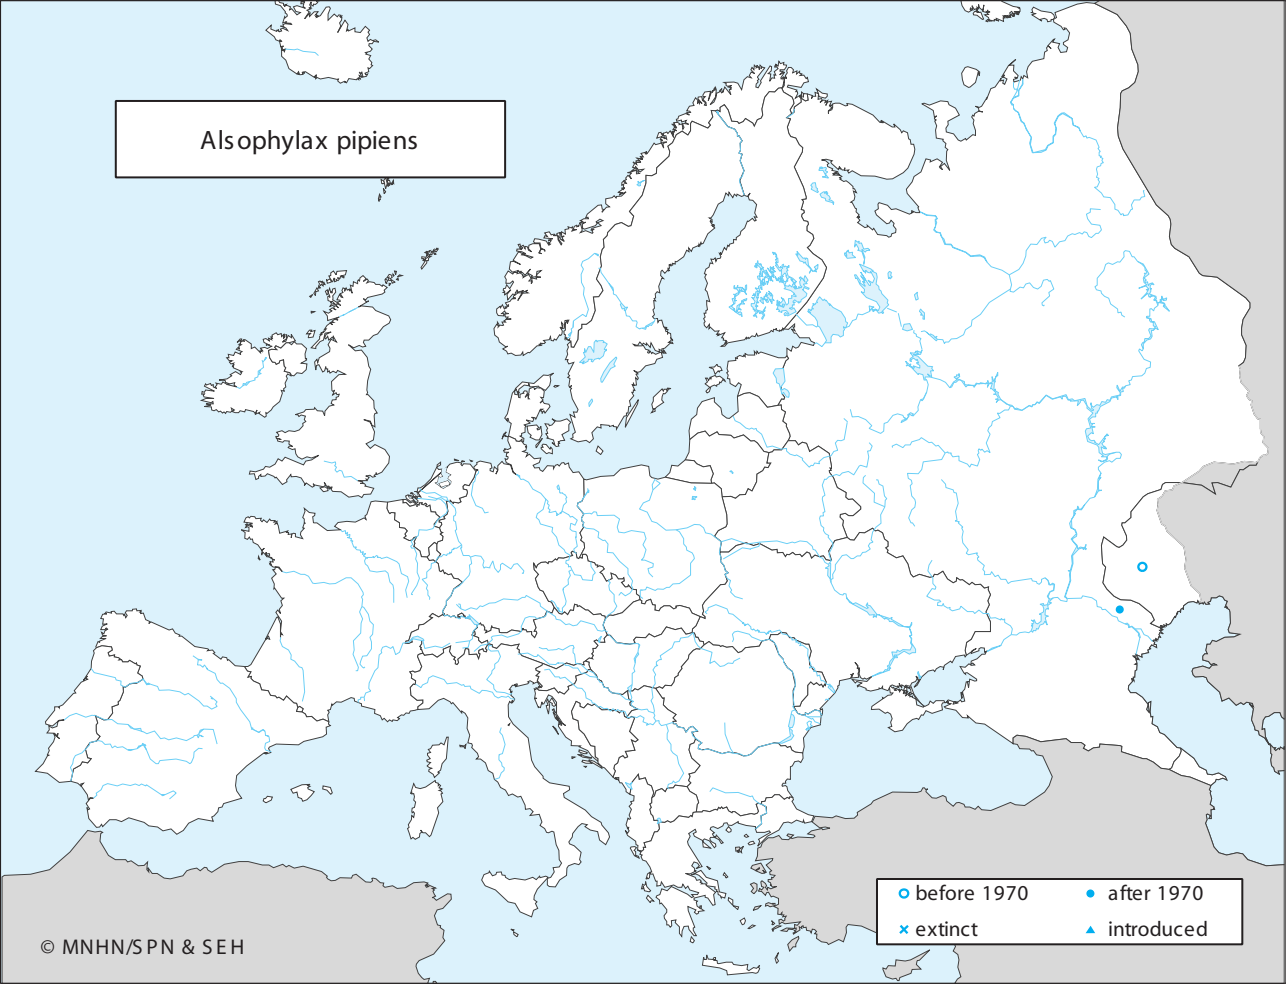 Alsophylax pipiens
before 1970
after 1970
extinct
introduced
© MNHN/SPN & SEH